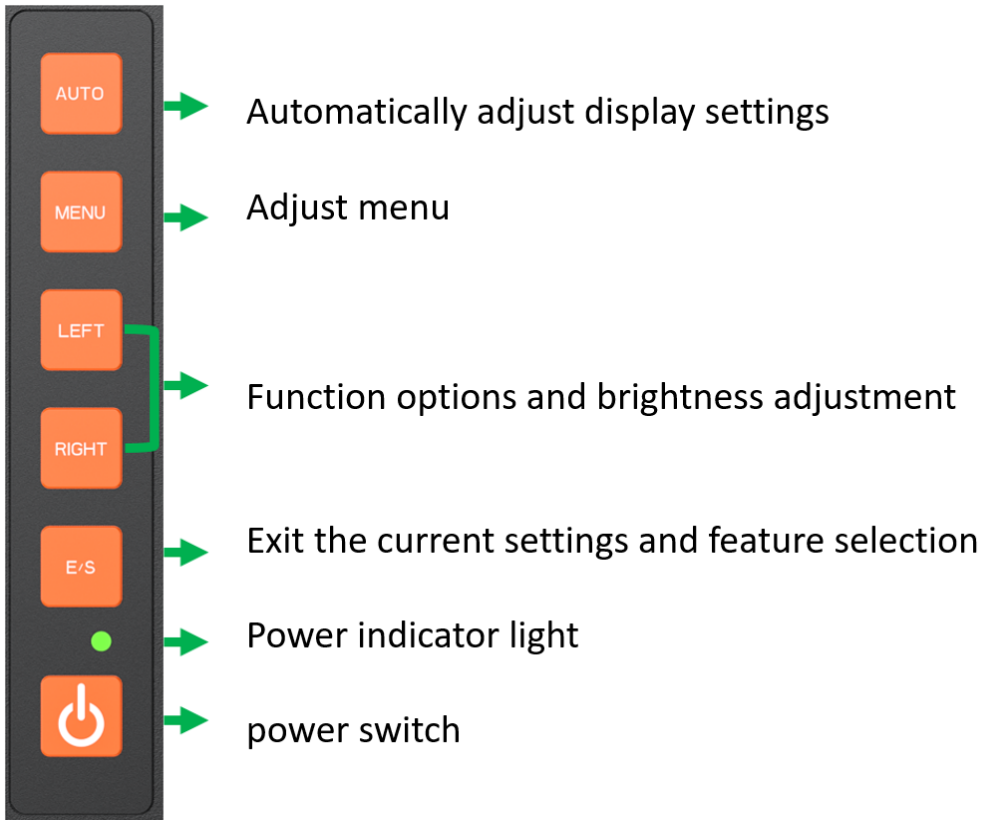 AUTO
Automatically adjust display settings
MENU
Adjust menu
LEFT
RIGHT
Function options and brightness adjustment
E/S
Exit the current settings and feature selection
Power indicator light
power switch